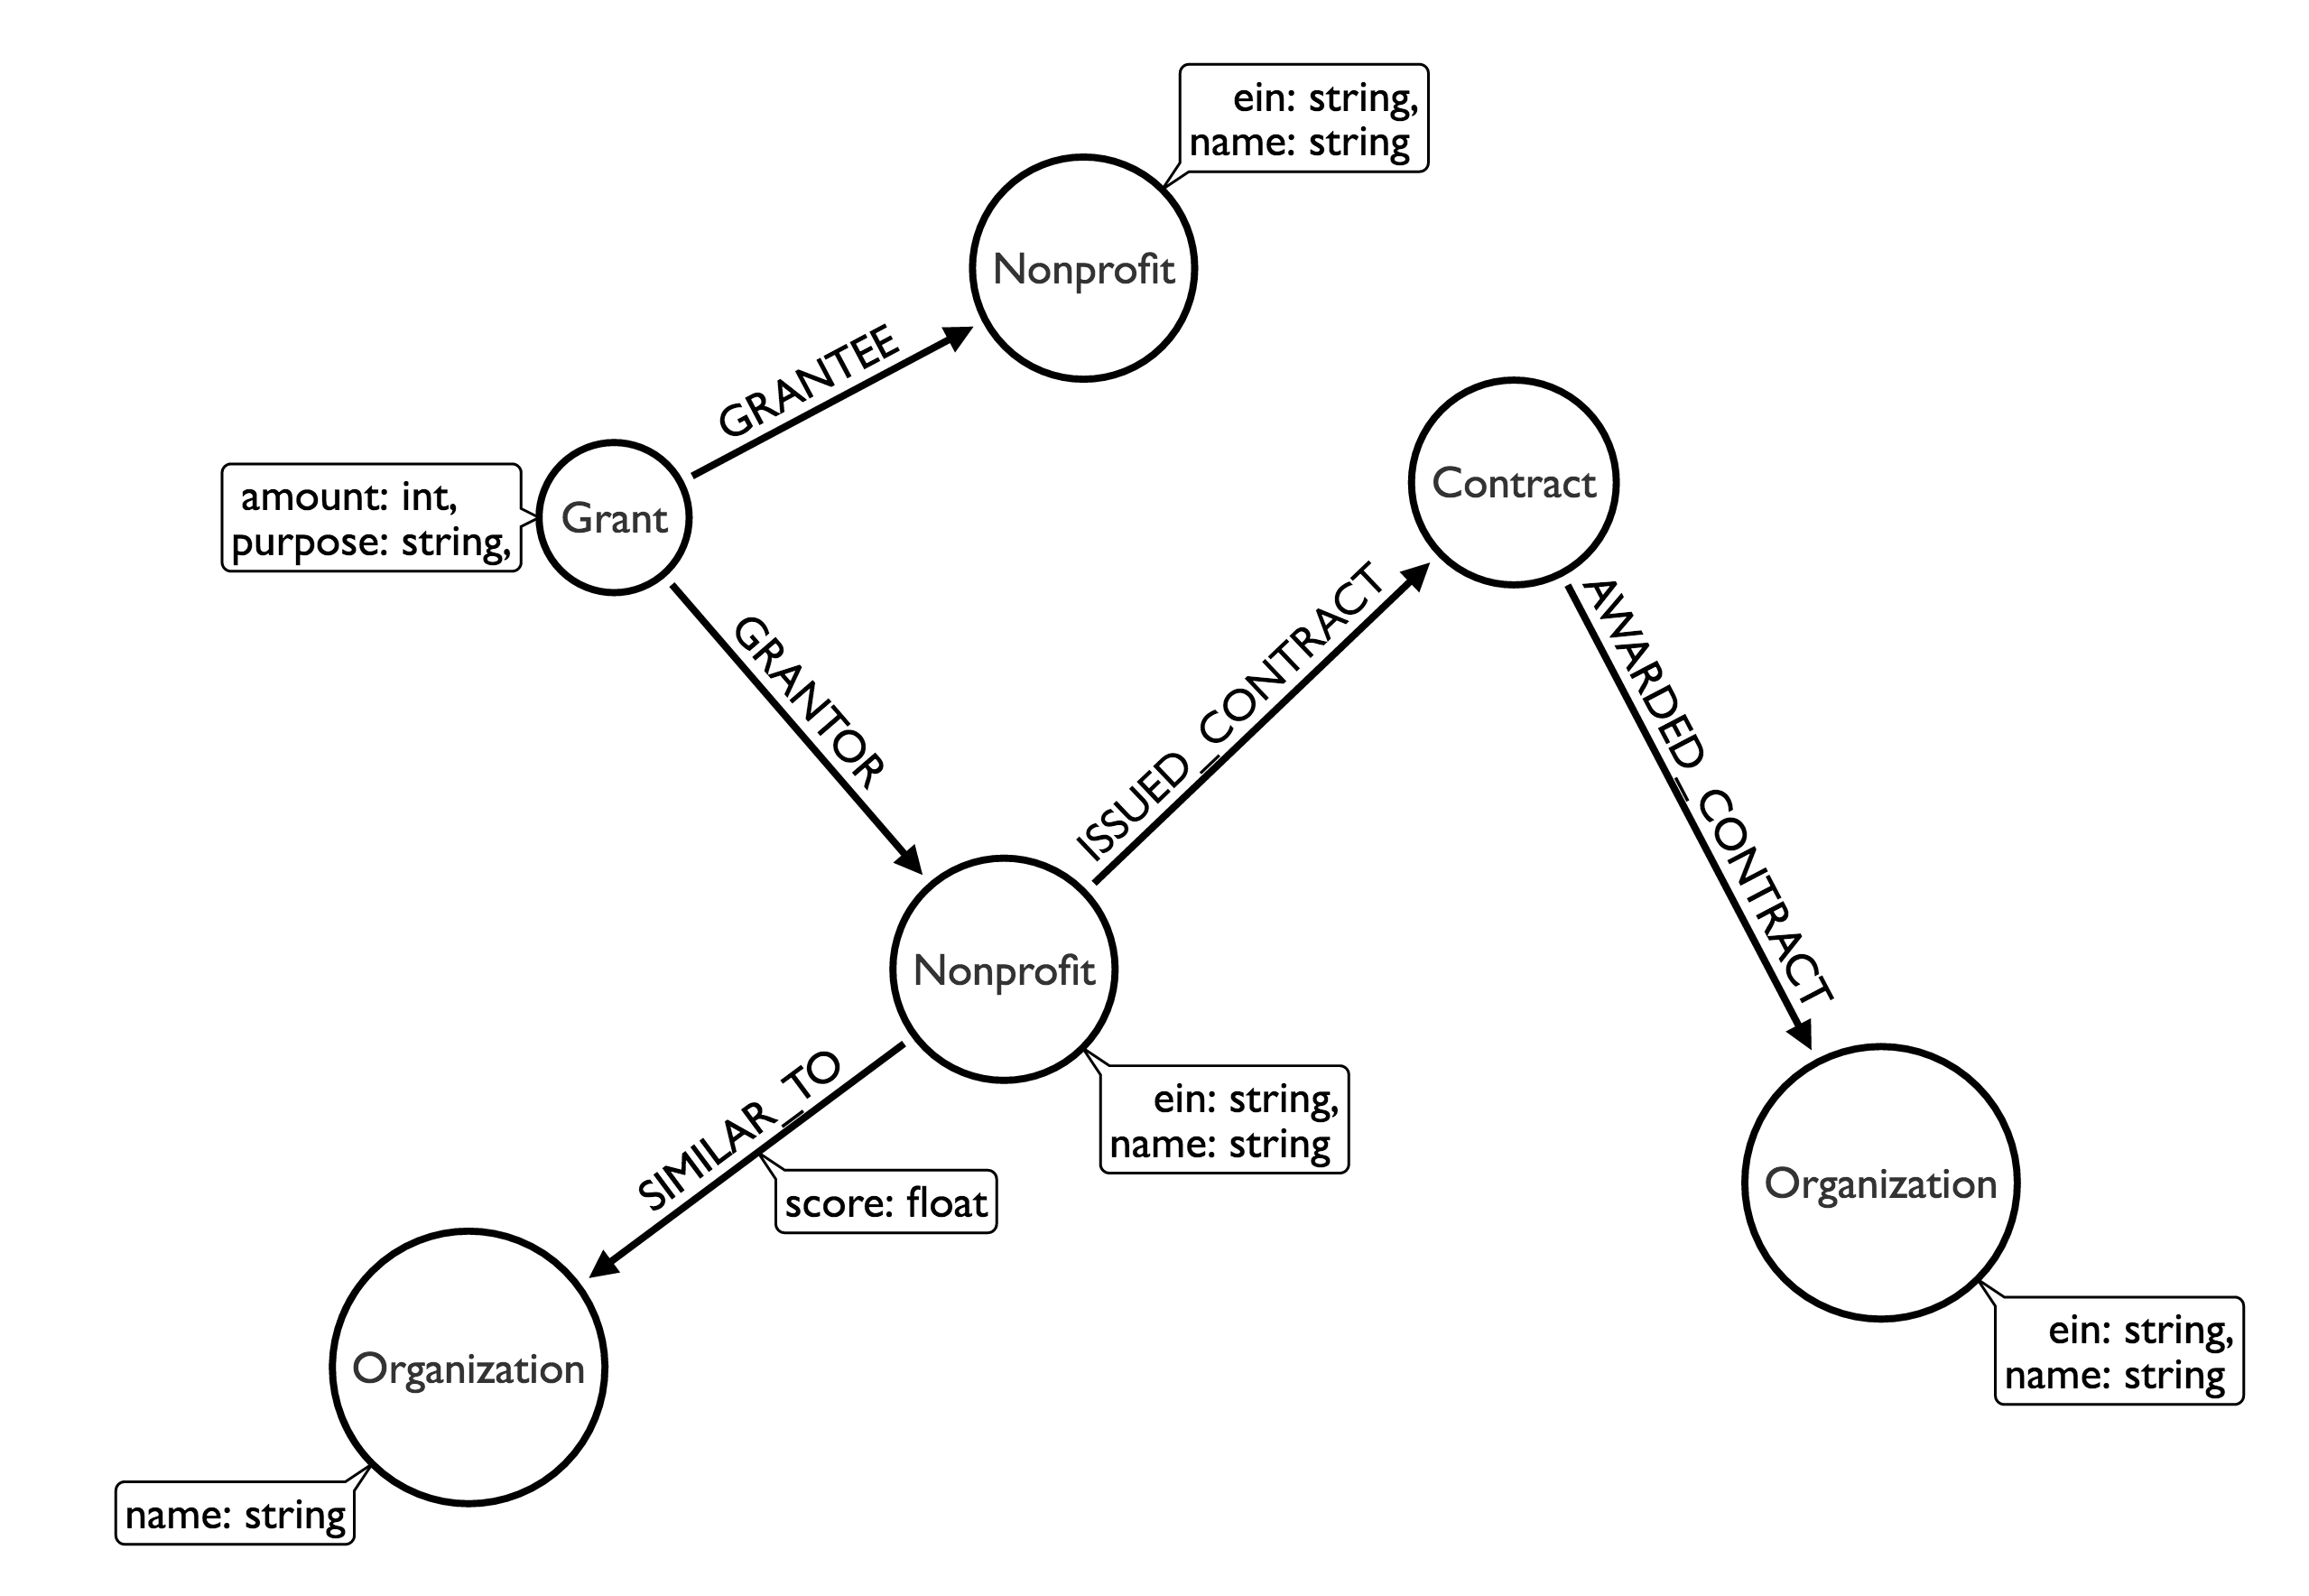 ein: string,
name: string
Nonprofit
GRANTEE
Contract
amount: int,
purpose: string,
Grant
GRANTOR
ISSUED_CONTRACT
AWARDED_CONTRACT
Nonprofit
SIMILAR_TO
ein: string,
name: string
score: float
Organization
ein: string,
name: string
Organization
name: string